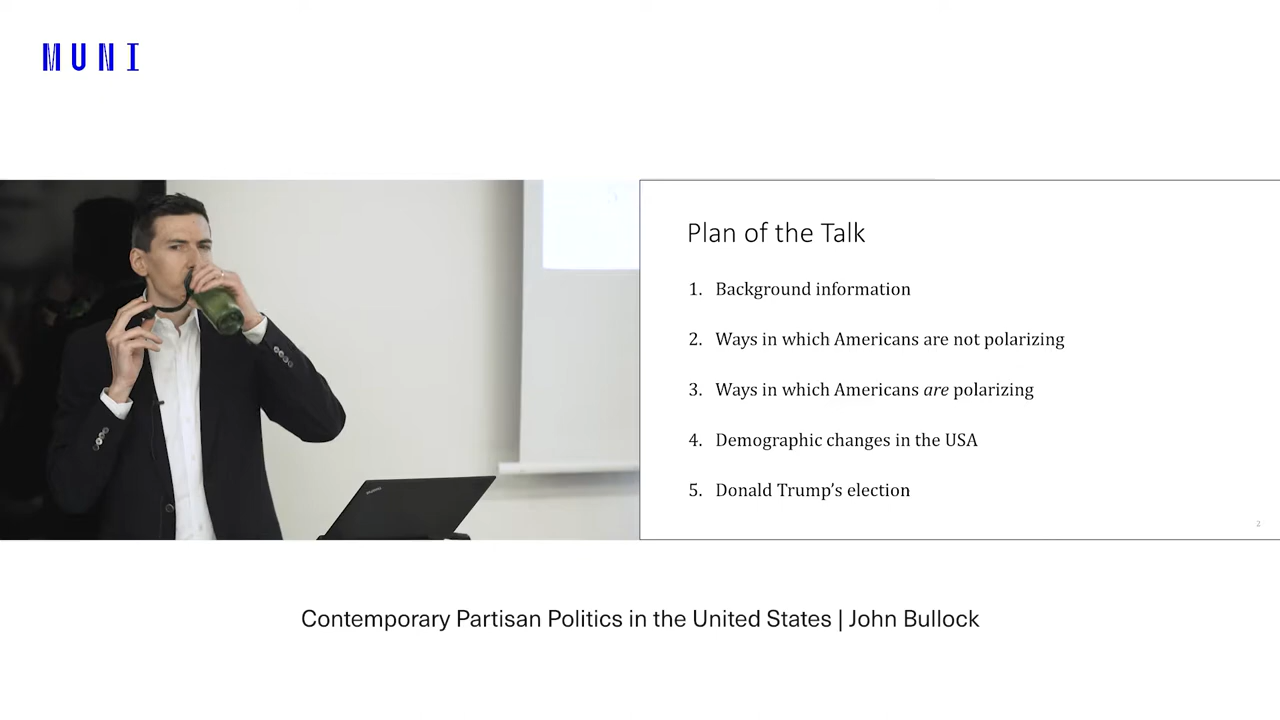 MUNI
Plan of the Talk
1. Background information
2. Ways in which Americans are not polarizing
3. Ways in which Americans are polarizing
4. Demographic changes in the USA
5. Donald Trump’s election
2
Contemporary Partisan Politics in the United States | John Bullock